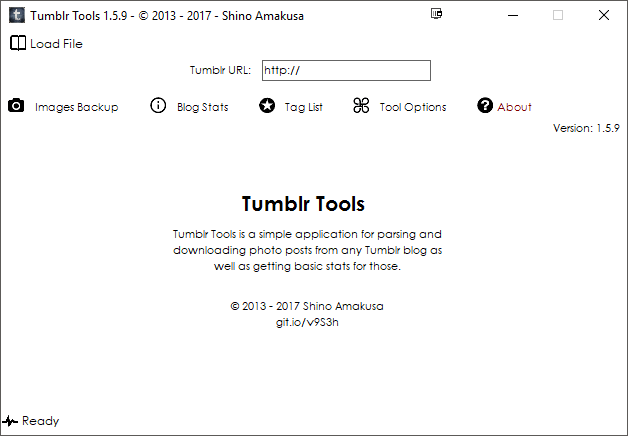 Tumblr Tools 1.5.9 - © 2013 - 2017 - Shino Amakusa
Load File
Tumblr URL: http://
Images Backup Blog Stats Tag List Tool Options About
Version: 1.5.9
Tumblr Tools
Tumblr Tools is a simple application for parsing and
downloading photo posts from any Tumblr blog as
well as getting basic stats for those.
© 2013 - 2017 Shino Amakusa
git.io/v9S3h
Ready